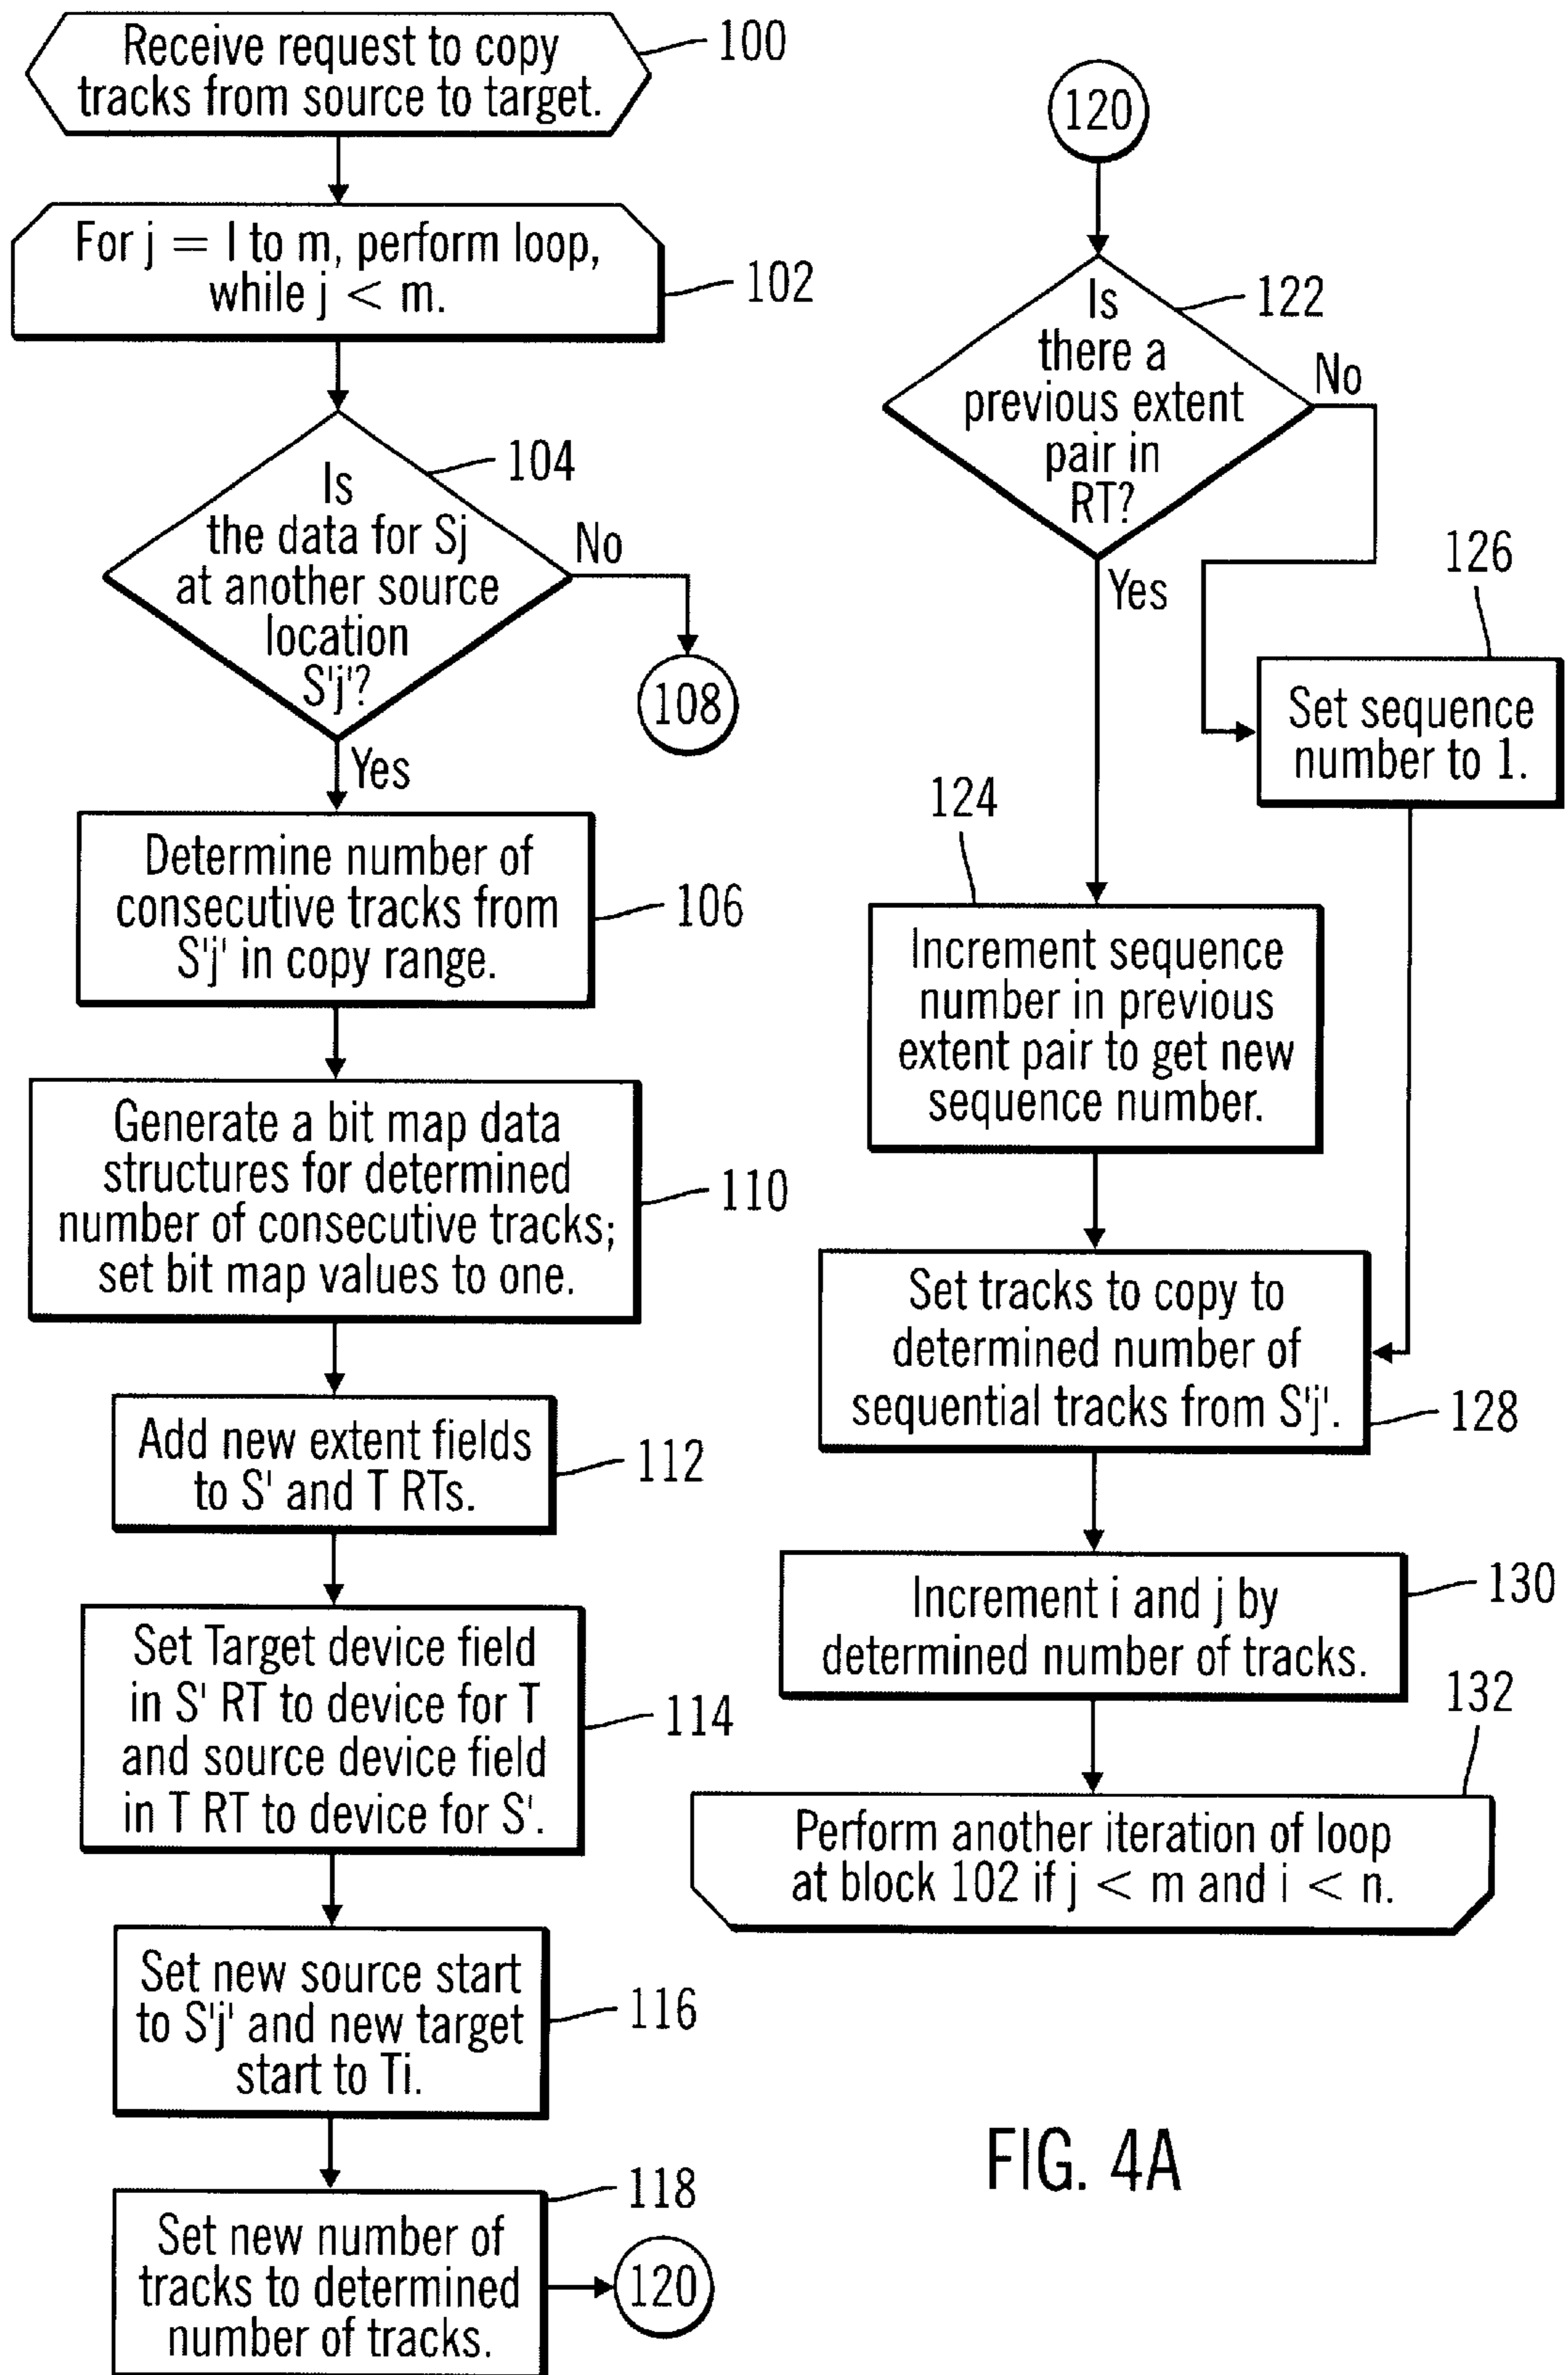 Receive request to copy
tracks from source to target.
100
For j = I to m, perform loop,
while j < m.
102
Is
the data for Sj
at another source
location
S'j'?
104
No
108
Yes
Determine number of
consecutive tracks from
S'j' in copy range.
106
Generate a bit map data
structures for determined
number of consecutive tracks;
set bit map values to one.
110
Add new extent fields
to S' and T RTs.
112
Set Target device field
in S' RT to device for T
and source device field
in T RT to device for S'.
114
Set new source start
to S'j' and new target
start to Ti.
116
Set new number of
tracks to determined
number of tracks.
118
120
120
Is
there a
previous extent
pair in
RT?
122
No
Yes
126
Set sequence
number to 1.
124
Increment sequence
number in previous
extent pair to get new
sequence number.
Set tracks to copy to
determined number of
sequential tracks from S'j'.
128
Increment i and j by
determined number of tracks.
130
132
Perform another iteration of loop
at block 102 if j < m and i < n.
FIG. 4A